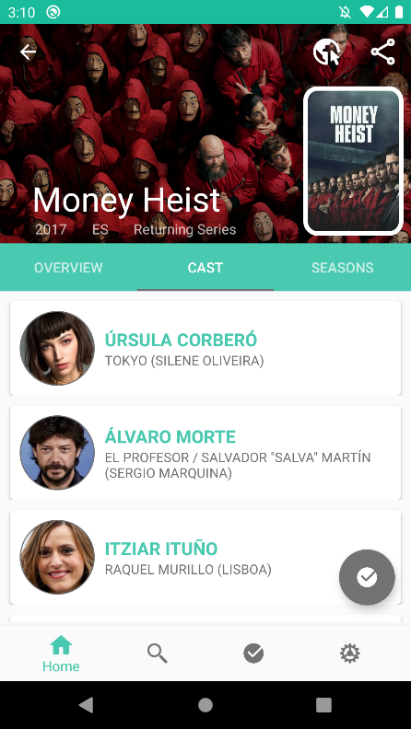 3:10
MONEY
HEIST
Money Heist
2017 ES Returning Series
OVERVIEW CAST SEASONS
ÚRSULA CORBERÓ
TOKYO (SILENE OLIVEIRA)
ÁLVARO MORTE
EL PROFESOR / SALVADOR "SALVA" MARTÍN
(SERGIO MARQUINA)
ITZIAR ITUÑO
RAQUEL MURILLO (LISBOA)
Home